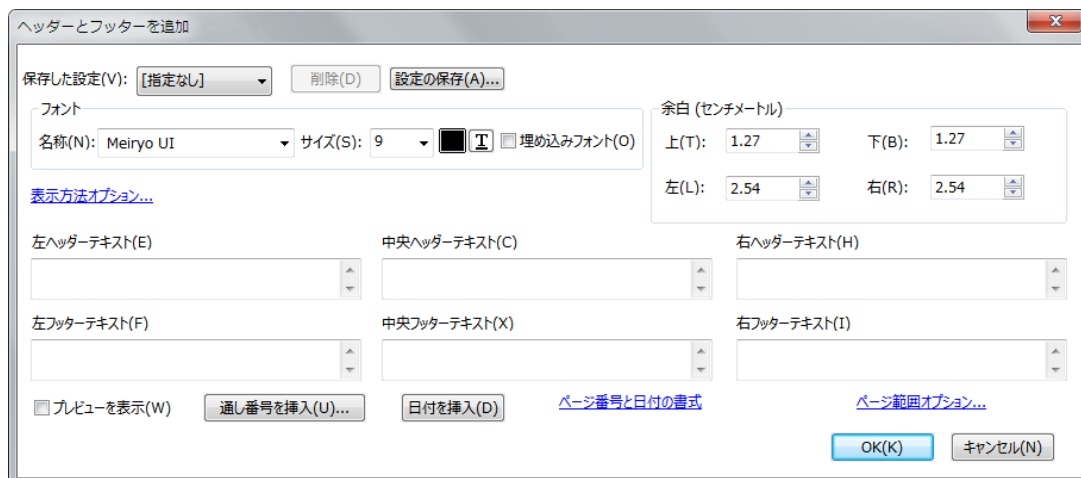 ヘッダーとフッターを追加
保存した設定(V): [指定なし] 削除(D) 設定の保存(A)...
フォント
名称(N): Meiryo UI サイズ(S): 9 T 埋め込みフォント(O)
余白 (センチメートル)
上(T): 1.27 下(B): 1.27
左(L): 2.54 右(R): 2.54
表示方法オプション...
左ヘッダーテキスト(E) 中央ヘッダーテキスト(C) 右ヘッダーテキスト(H)
左フッターテキスト(F) 中央フッターテキスト(X) 右フッターテキスト(I)
プレビューを表示(W) 通し番号を挿入(U)... 日付を挿入(D) ページ番号と日付の書式 ページ範囲オプション...
OK(K) キャンセル(N)